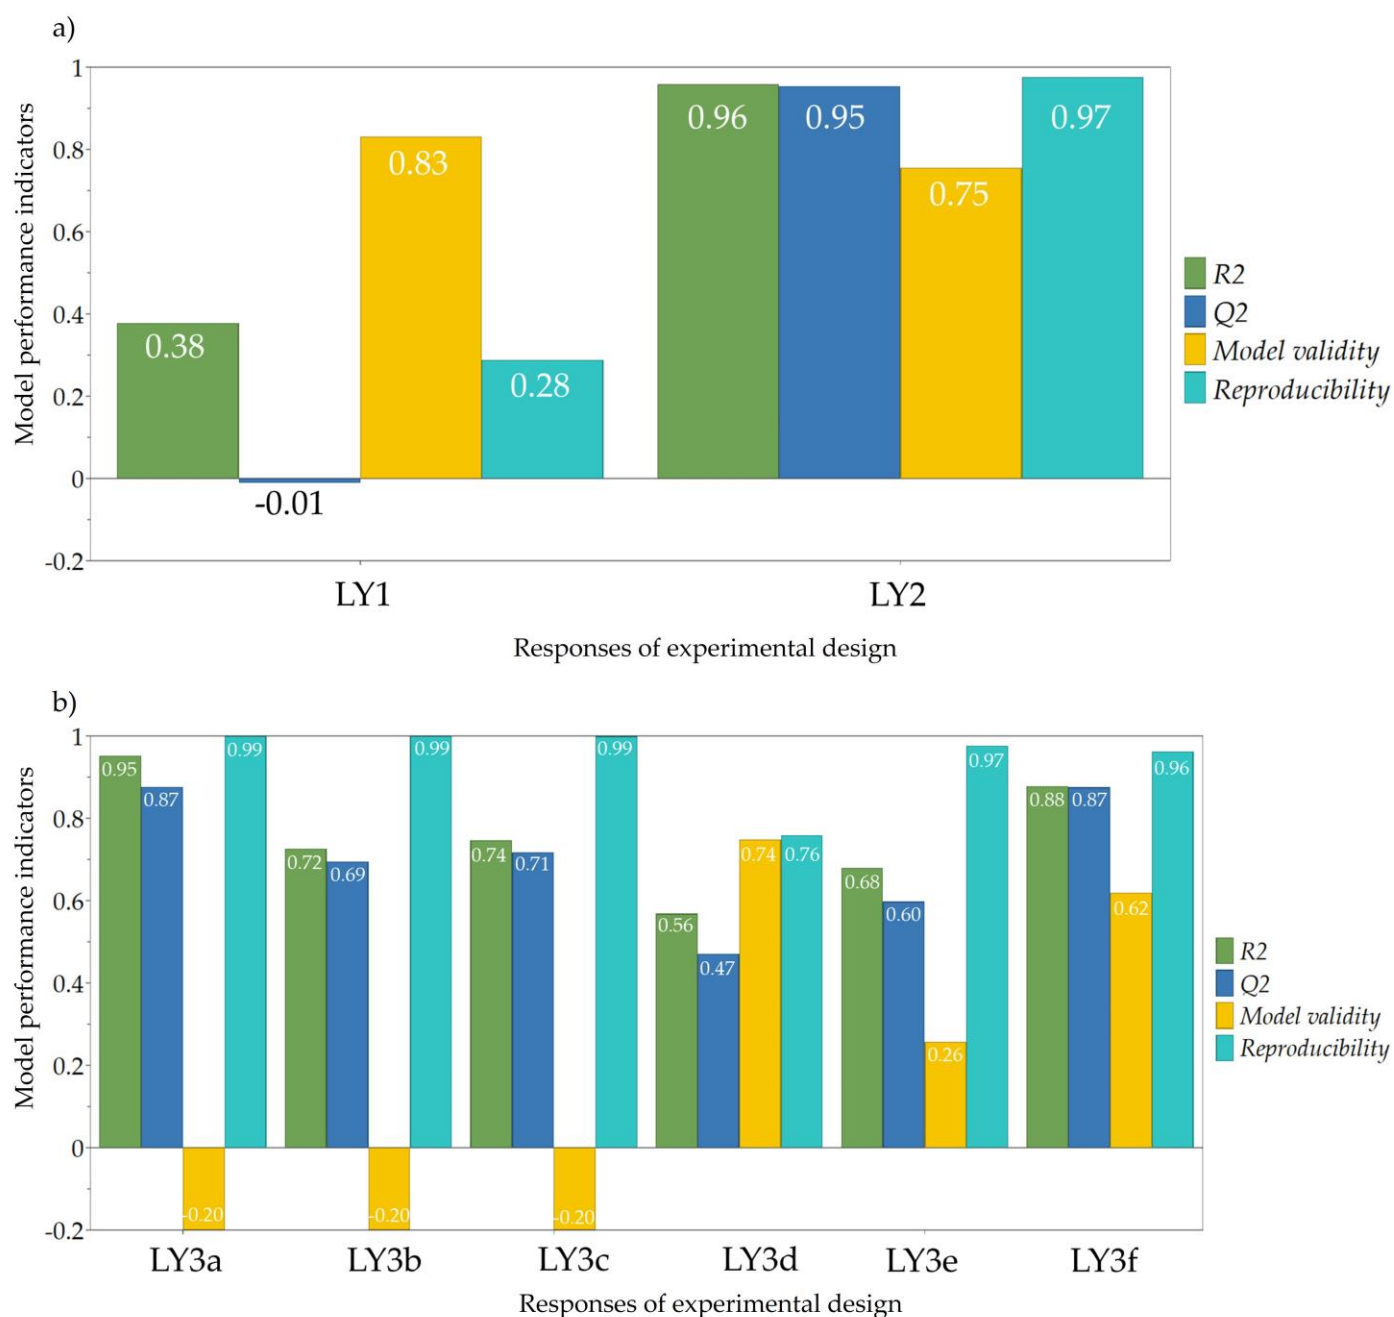 a)
Model performance indicators
1
0.8
0.6
0.4
0.2
0
-0.2
0.38
-0.01
0.83
0.28
0.96
0.95
0.75
0.97
LY1
LY2
Responses of experimental design
R2
Q2
Model validity
Reproducibility
b)
Model performance indicators
1
0.8
0.6
0.4
0.2
0
-0.2
0.95
0.87
-0.20
0.99
0.72
0.69
-0.20
0.99
0.74
0.71
-0.20
0.99
0.56
0.47
0.74
0.76
0.68
0.60
0.26
0.97
0.88
0.87
0.62
0.96
LY3a
LY3b
LY3c
LY3d
LY3e
LY3f
Responses of experimental design
R2
Q2
Model validity
Reproducibility